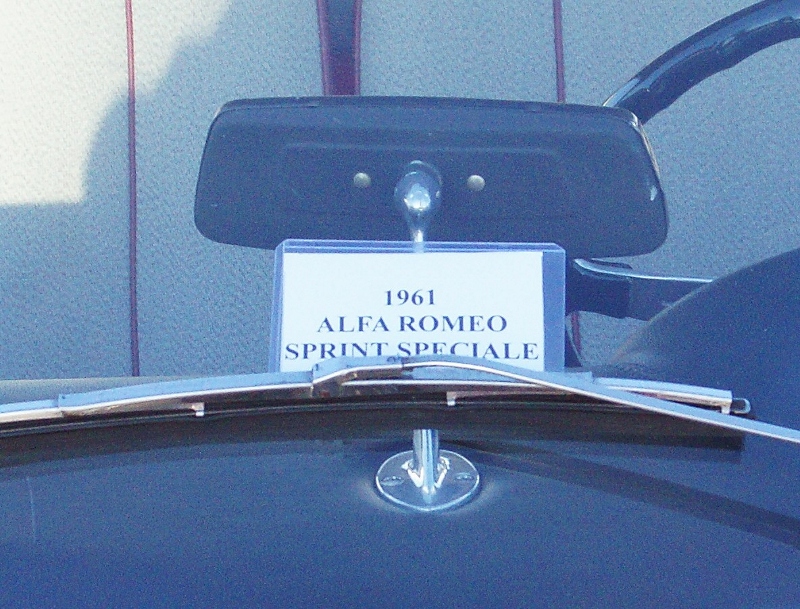 1961
ALFA ROMEO
SPRINT SPECIALE